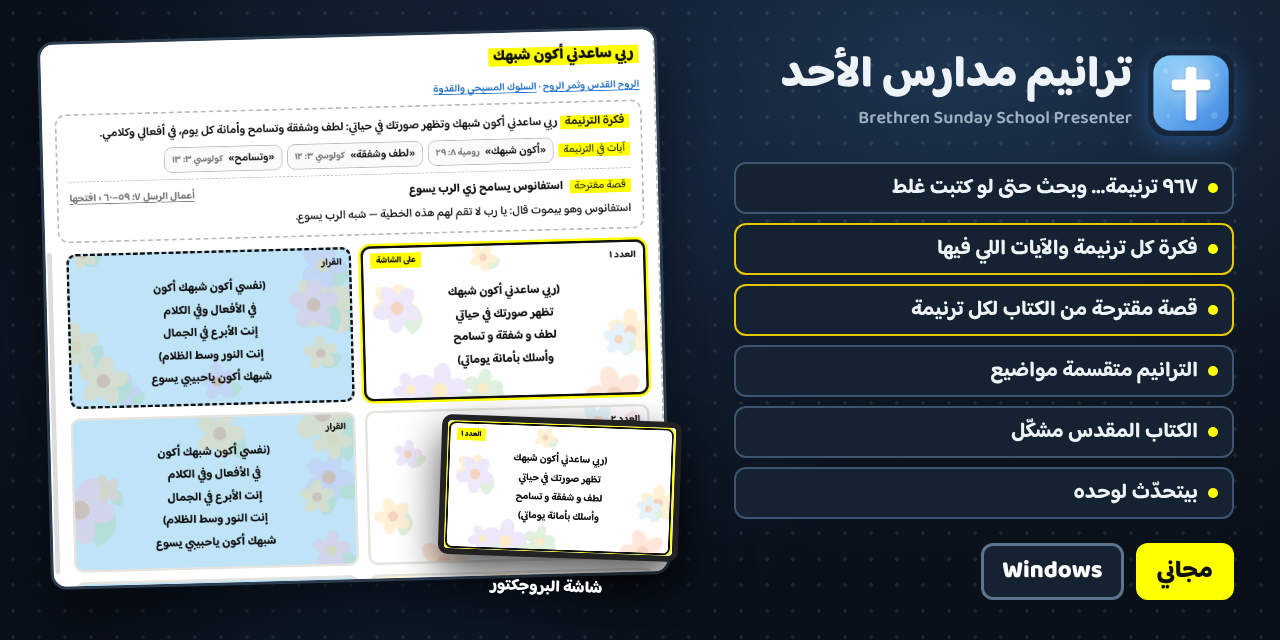 ترانيم مدارس الأحد
Brethren Sunday School Presenter
٩٦٧ ترنيمة... وبحث حتى لو كتبت غلط
فكرة كل ترنيمة والآيات اللي فيها
قصة مقترحة من الكتاب لكل ترنيمة
الترانيم متقسمة مواضيع
الكتاب المقدس مشكّل
بيتحدّث لوحده
مجاني
Windows
ربي ساعدني أكون شبهك
الروح القدس وثمر الروح · السلوك المسيحي والقدوة
فكرة الترنيمة ربي ساعدني أكون شبهك وتظهر صورتك في حياتي: لطف وشفقة وتسامح وأمانة كل يوم، في أفعالي وكلامي.
آيات في الترنيمة «أكون شبهك» رومية ٨: ٢٩ «لطف وشفقة» كولوسي ٣: ١٢ «وتسامح» كولوسي ٣: ١٣
قصة مقترحة استفانوس يسامح زي الرب يسوع أعمال الرسل ٧: ٥٩–٦٠ › افتحها
استفانوس وهو بيموت قال: يا رب لا تقم لهم هذه الخطية — شبه الرب يسوع.
العدد ١
على الشاشة
(ربي ساعدني أكون شبهك
تظهر صورتك في حياتي
لطف و شفقة و تسامح
وأسلك بأمانة يوماتي)
القرار
(نفسي أكون شبهك أكون
في الأفعال وفي الكلام
إنت الأبرع في الجمال
إنت النور وسط الظلام)
شبهك أكون ياحبيبي يسوع
العدد ٢
القرار
(نفسي أكون شبهك أكون
في الأفعال وفي الكلام
إنت الأبرع في الجمال
إنت النور وسط الظلام)
شبهك أكون ياحبيبي يسوع
العدد ١
(ربي ساعدني أكون شبهك
تظهر صورتك في حياتي
لطف و شفقة و تسامح
وأسلك بأمانة يوماتي)
شاشة البروجكتور